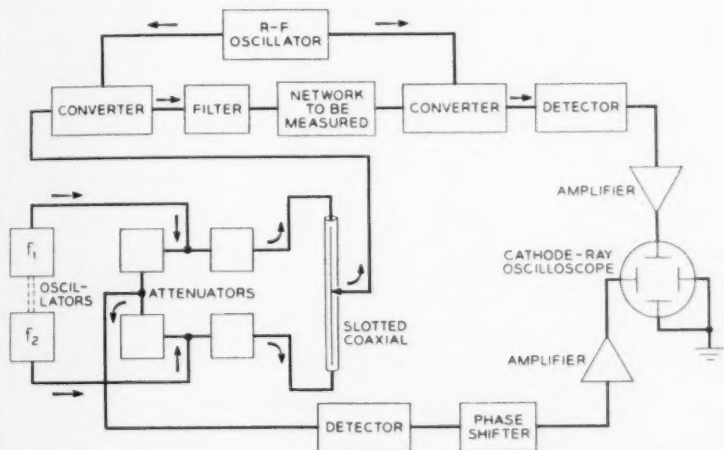 R-F
OSCILLATOR
CONVERTER
FILTER
NETWORK
TO BE
MEASURED
CONVERTER
DETECTOR
AMPLIFIER
CATHODE-RAY
OSCILLOSCOPE
f1
OSCIL-
LATORS
f2
ATTENUATORS
SLOTTED
COAXIAL
AMPLIFIER
DETECTOR
PHASE
SHIFTER